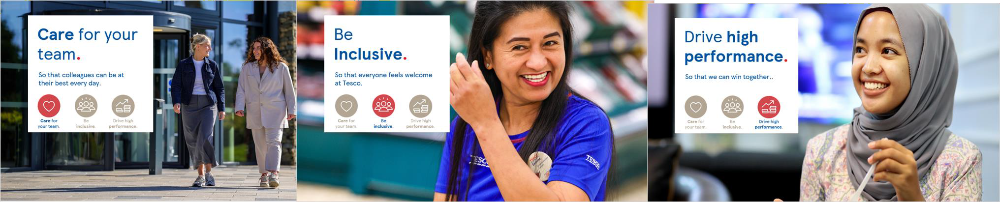 Care for your
team.
So that colleagues can be at
their best every day.
Care for
your team.
Be
inclusive.
Drive high
performance.
Be
Inclusive.
So that everyone feels welcome
at Tesco.
Care for
your team.
Be
inclusive.
Drive high
performance.
TESCO
TESCO
TESCO
Drive high
performance.
So that we can win together..
Care for
your team.
Be
inclusive.
Drive high
performance.